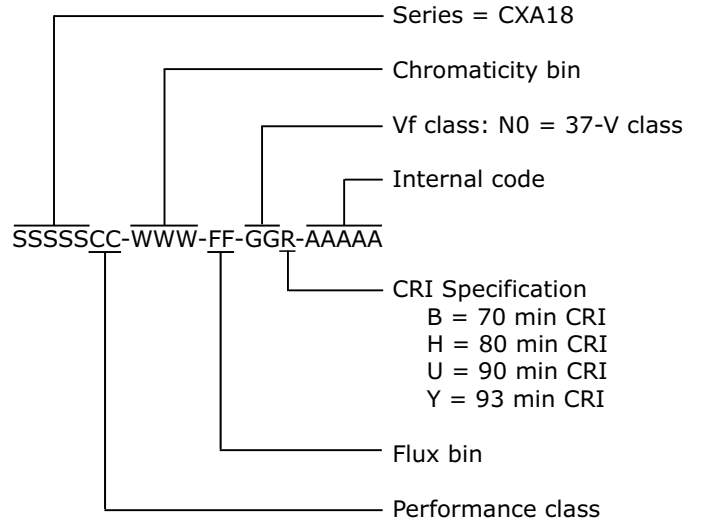 Series = CXA18
Chromaticity bin
Vf class: N0 = 37-V class
Internal code
SSSSSCC-WWW-FF-GGR-AAAAA
CRI Specification
B = 70 min CRI
H = 80 min CRI
U = 90 min CRI
Y = 93 min CRI
Flux bin
Performance class